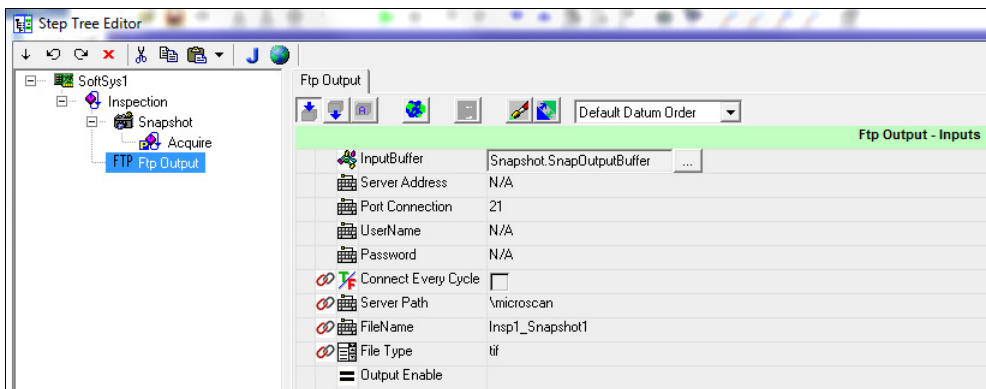 Step Tree Editor
SoftSys1
Inspection
Snapshot
Acquire
FTP Ftp Output
Ftp Output
Default Datum Order
Ftp Output - Inputs
InputBuffer Snapshot.SnapOutputBuffer ...
Server Address N/A
Port Connection 21
UserName N/A
Password N/A
Connect Every Cycle
Server Path \microscan
FileName Insp1_Snapshot1
File Type tif
Output Enable